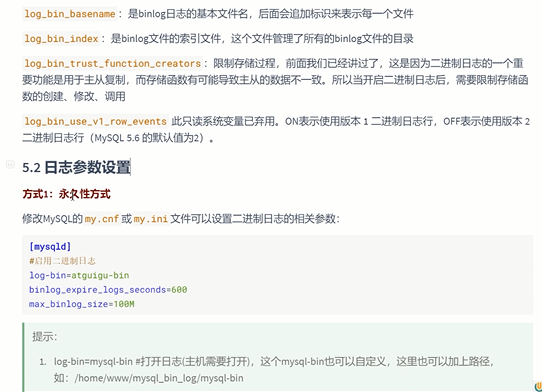 log_bin_basename：是binlog日志的基本文件名，后面会追加标识来表示每一个文件
log_bin_index：是binlog文件的索引文件，这个文件管理了所有的binlog文件的目录
log_bin_trust_function_creators：限制存储过程，前面我们已经讲过了，这是因为二进制日志的一个重
要功能是用于主从复制，而存储函数有可能导致主从的数据不一致。所以当开启二进制日志后，需要限制存储函
数的创建、修改、调用
log_bin_use_v1_row_events 此只读系统变量已弃用。ON表示使用版本 1 二进制日志行，OFF表示使用版本 2
二进制日志行（MySQL 5.6 的默认值为2）。
5.2 日志参数设置
方式1：永久性方式
修改MySQL的 my.cnf 或 my.ini 文件可以设置二进制日志的相关参数：
[mysqld]
#启用二进制日志
log-bin=atguigu-bin
binlog_expire_logs_seconds=600
max_binlog_size=100M
提示：
1. log-bin=mysql-bin #打开日志(主机需要打开)，这个mysql-bin也可以自定义，这里也可以加上路径，
如：/home/www/mysql_bin_log/mysql-bin